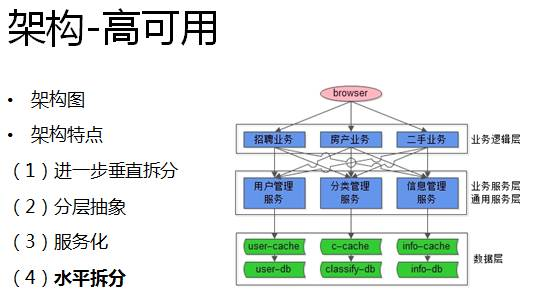 架构-高可用
• 架构图
• 架构特点
（1）进一步垂直拆分
（2）分层抽象
（3）服务化
（4）水平拆分
browser
招聘业务 房产业务 二手业务 业务逻辑层
用户管理 分类管理 信息管理 业务服务层
服务 服务 服务 通用服务层
user-cache c-cache info-cache
数据层
user-db classify-db info-db